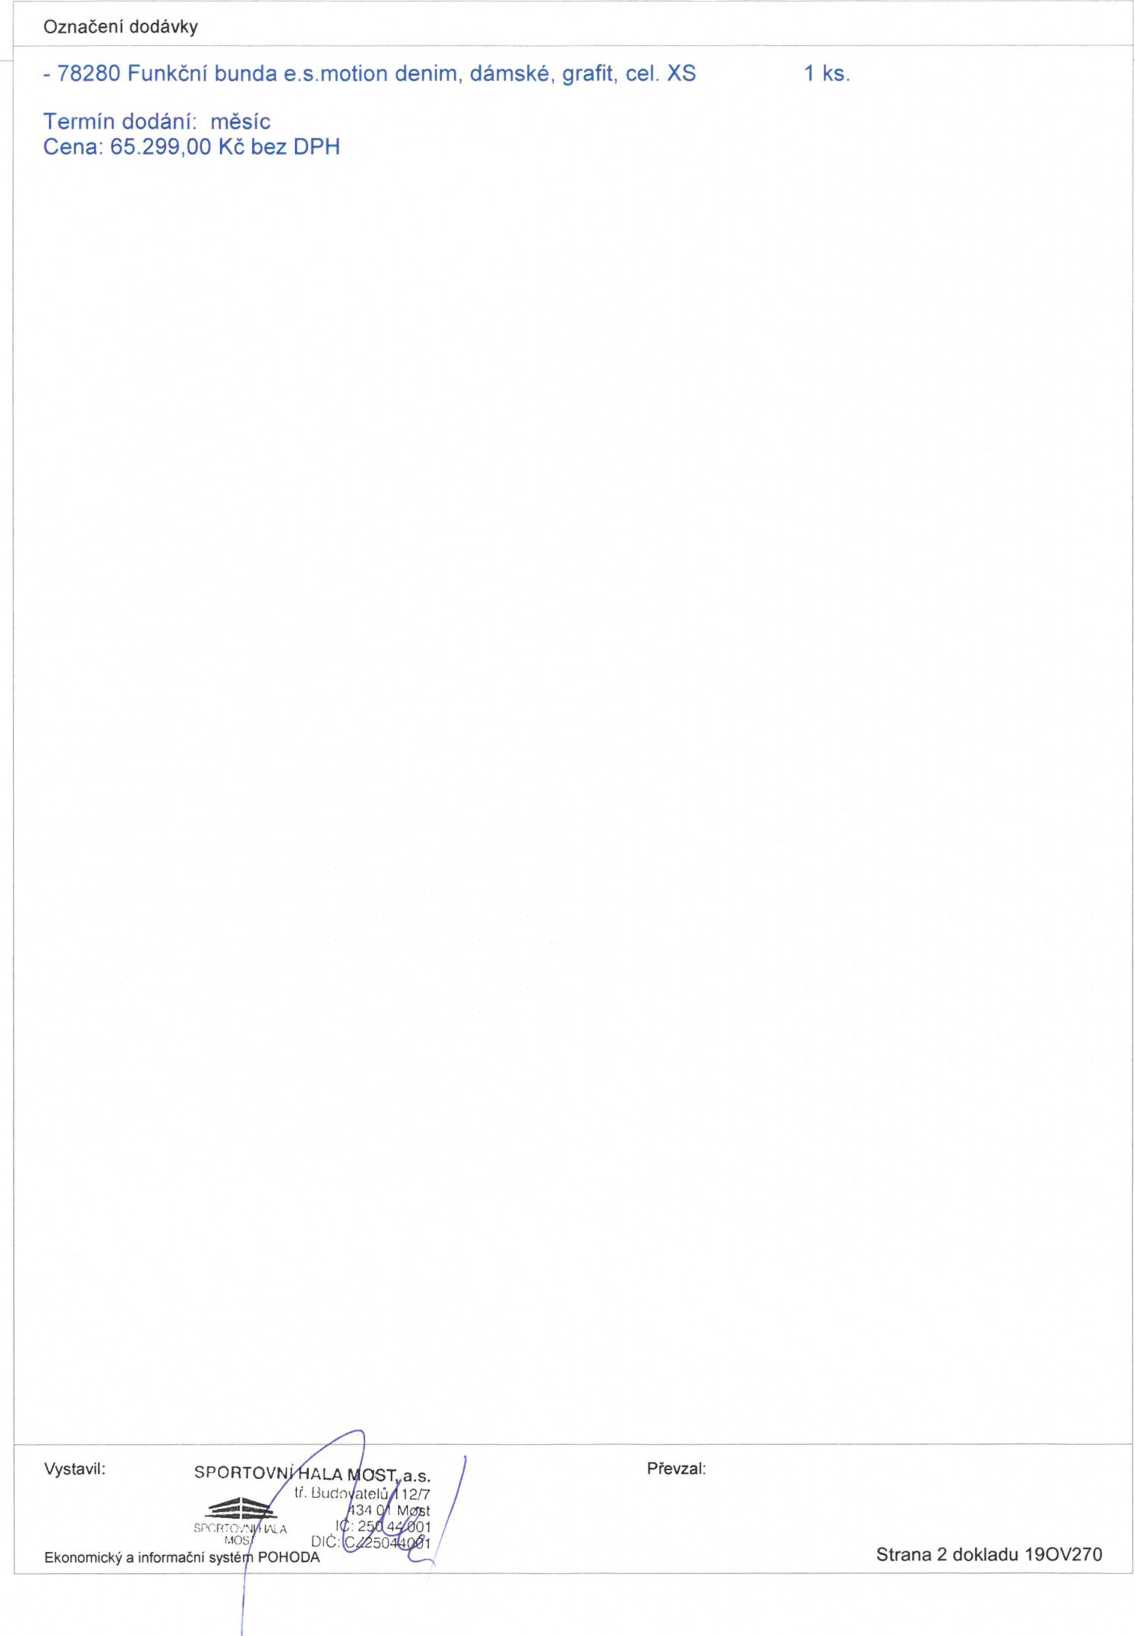 Označení dodávky
- 78280 Funkční bunda e.s.motion denim, dámské, grafit, cel. XS 1 ks.
Termín dodání: měsíc
Cena: 65.299,00 Kč bez DPH
Vystavil:
SPORTOVNÍ HALA MOST, a.s.
tř. Budovatelů 112/7
434 01 Most
IČ: 250 44 001
DIČ: CZ25044001
SPORTOVNÍ HALA
MOST
Převzal:
Ekonomický a informační systém POHODA
Strana 2 dokladu 19OV270